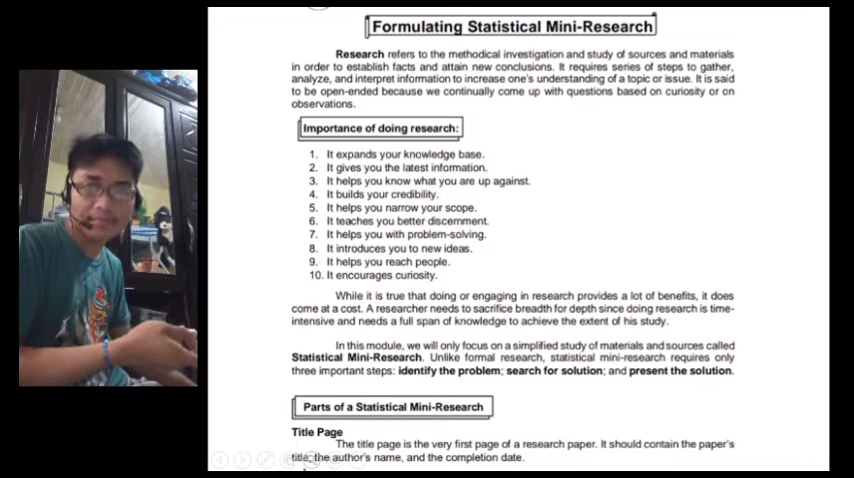 Formulating Statistical Mini-Research
Research refers to the methodical investigation and study of sources and materials
in order to establish facts and attain new conclusions. It requires series of steps to gather,
analyze, and interpret information to increase one's understanding of a topic or issue. It is said
to be open-ended because we continually come up with questions based on curiosity or on
observations.
Importance of doing research:
1. It expands your knowledge base.
2. It gives you the latest information.
3. It helps you know what you are up against.
4. It builds your credibility.
5. It helps you narrow your scope.
6. It teaches you better discernment.
7. It helps you with problem-solving.
8. It introduces you to new ideas.
9. It helps you reach people.
10. It encourages curiosity.
While it is true that doing or engaging in research provides a lot of benefits, it does
come at a cost. A researcher needs to sacrifice breadth for depth since doing research is time-
intensive and needs a full span of knowledge to achieve the extent of his study.
In this module, we will only focus on a simplified study of materials and sources called
Statistical Mini-Research. Unlike formal research, statistical mini-research requires only
three important steps: identify the problem; search for solution; and present the solution.
Parts of a Statistical Mini-Research
Title Page
The title page is the very first page of a research paper. It should contain the paper's
title, the author's name, and the completion date.